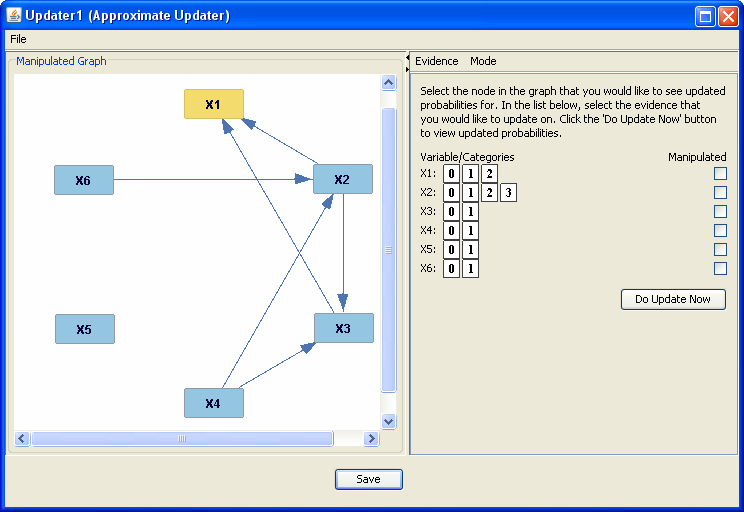 Updater1 (Approximate Updater)
File
Manipulated Graph
X1
X6
X2
X5
X3
X4
Evidence Mode
Select the node in the graph that you would like to see updated
probabilities for. In the list below, select the evidence that
you would like to update on. Click the 'Do Update Now' button
to view updated probabilities.
Variable/Categories Manipulated
X1: 0 1 2
X2: 0 1 2 3
X3: 0 1
X4: 0 1
X5: 0 1
X6: 0 1
Do Update Now
Save